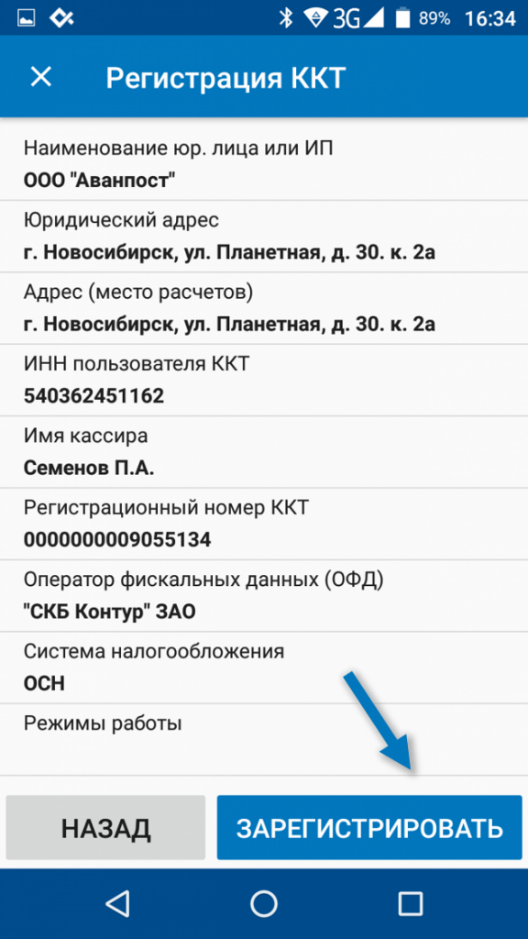 3G 89% 16:34
Регистрация ККТ
Наименование юр. лица или ИП
ООО "Аванпост"
Юридический адрес
г. Новосибирск, ул. Планетная, д. 30. к. 2а
Адрес (место расчетов)
г. Новосибирск, ул. Планетная, д. 30. к. 2а
ИНН пользователя ККТ
540362451162
Имя кассира
Семенов П.А.
Регистрационный номер ККТ
0000000009055134
Оператор фискальных данных (ОФД)
"СКБ Контур" ЗАО
Система налогообложения
ОСН
Режимы работы
НАЗАД ЗАРЕГИСТРИРОВАТЬ